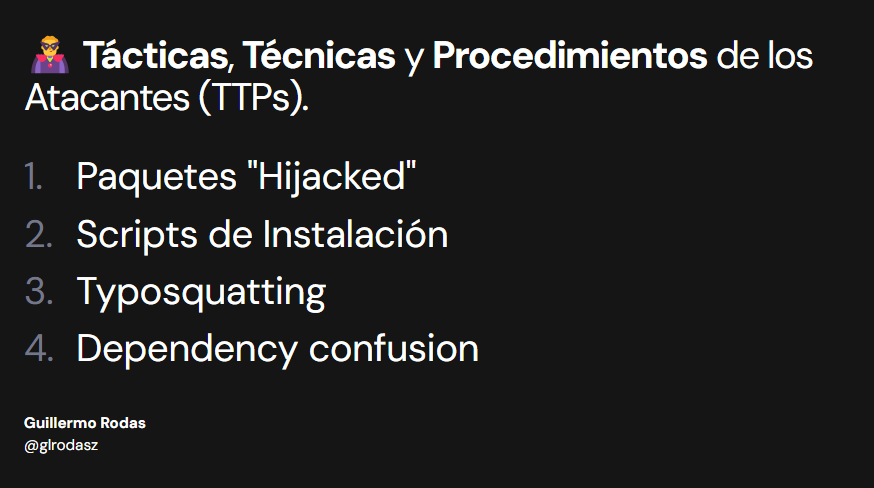 🦹‍♂️ Tácticas, Técnicas y Procedimientos de los
Atacantes (TTPs).
1. Paquetes "Hijacked"
2. Scripts de Instalación
3. Typosquatting
4. Dependency confusion
Guillermo Rodas
@glrodasz